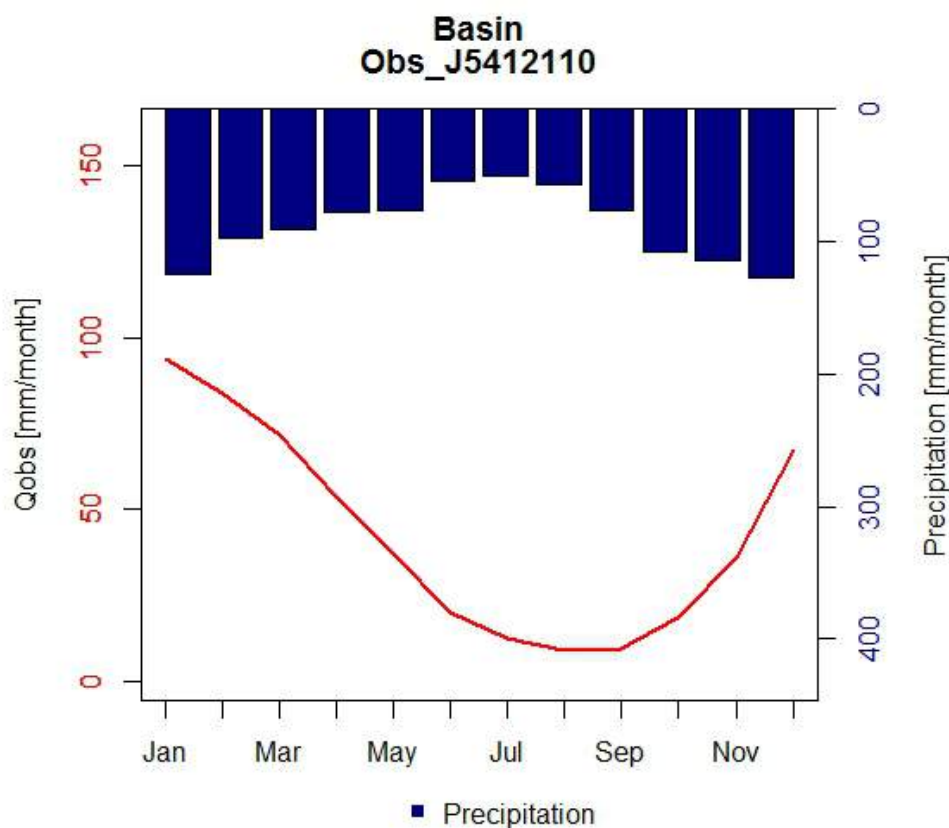 Basin
Obs_J5412110
Qobs [mm/month]
150
100
50
0
0
100
200
300
400
Precipitation [mm/month]
Jan Mar May Jul Sep Nov
Precipitation